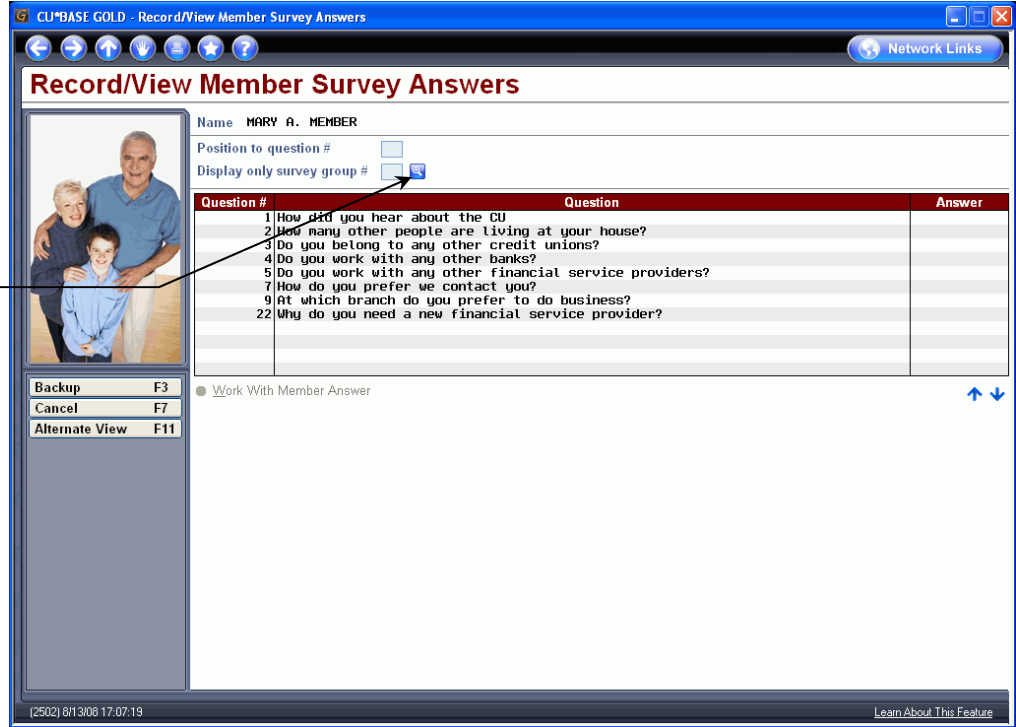 CU*BASE GOLD - Record/View Member Survey Answers
Network Links
Record/View Member Survey Answers
Name MARY A. MEMBER
Position to question #
Display only survey group #
Question # Question Answer
1 How did you hear about the CU
2 How many other people are living at your house?
3 Do you belong to any other credit unions?
4 Do you work with any other banks?
5 Do you work with any other financial service providers?
7 How do you prefer we contact you?
9 At which branch do you prefer to do business?
22 Why do you need a new financial service provider?
Backup F3
Cancel F7
Alternate View F11
Work With Member Answer
(2502) 8/13/08 17:07:19
Learn About This Feature